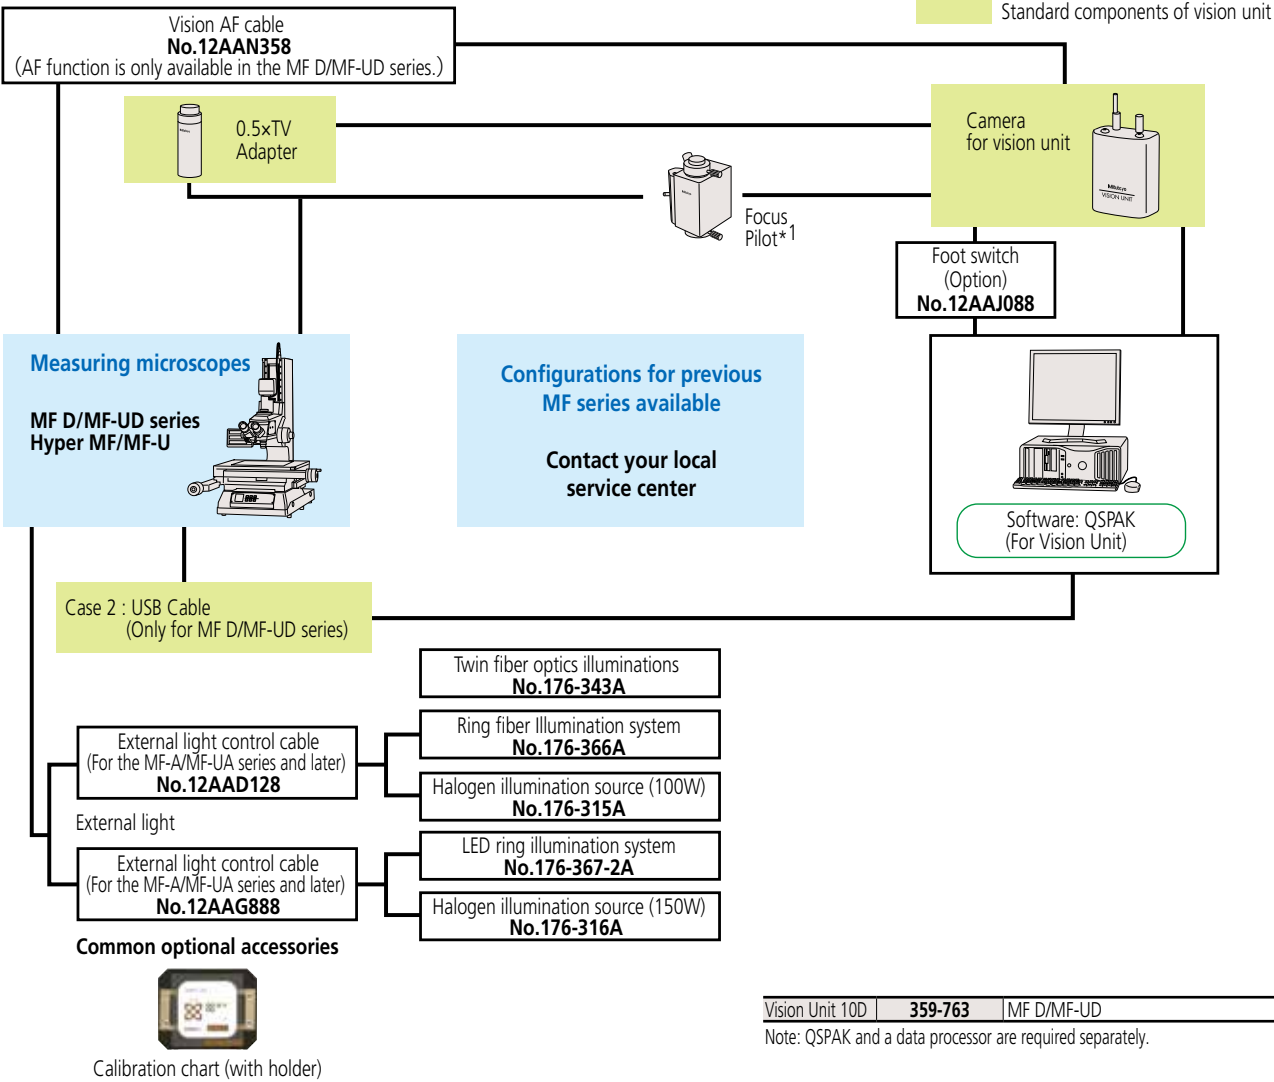 Standard components of vision unit
Vision AF cable
No.12AAN358
(AF function is only available in the MF D/MF-UD series.)
0.5×TV
Adapter
Camera
for vision unit
Mitutoyo
VISION UNIT
Focus
Pilot*1
Foot switch
(Option)
No.12AAJ088
Measuring microscopes
MF D/MF-UD series
Hyper MF/MF-U
Configurations for previous
MF series available
Contact your local
service center
Software: QSPAK
(For Vision Unit)
Case 2 : USB Cable
(Only for MF D/MF-UD series)
Twin fiber optics illuminations
No.176-343A
Ring fiber Illumination system
No.176-366A
External light control cable
(For the MF-A/MF-UA series and later)
No.12AAD128
Halogen illumination source (100W)
No.176-315A
External light
LED ring illumination system
No.176-367-2A
External light control cable
(For the MF-A/MF-UA series and later)
No.12AAG888
Halogen illumination source (150W)
No.176-316A
Common optional accessories
Calibration chart (with holder)
Vision Unit 10D 359-763 MF D/MF-UD
Note: QSPAK and a data processor are required separately.